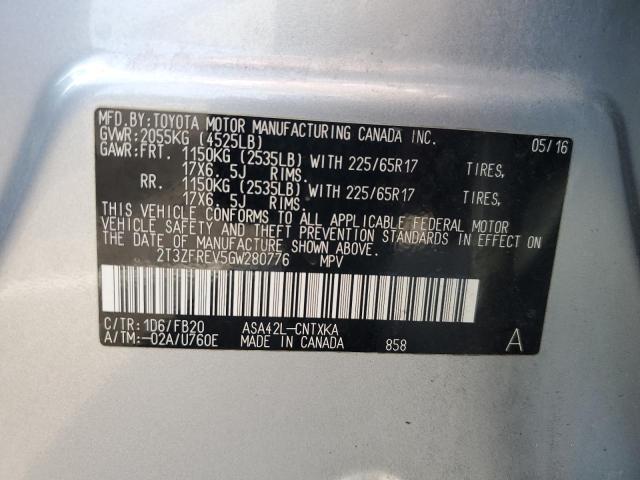 MFD.BY:TOYOTA MOTOR MANUFACTURING CANADA INC.
GVWR:2055KG (4525LB) 05/16
GAWR:FRT. 1150KG (2535LB) WITH 225/65R17 TIRES,
17X6. 5J RIMS.
RR. 1150KG (2535LB) WITH 225/65R17 TIRES,
17X6. 5J RIMS.
THIS VEHICLE CONFORMS TO ALL APPLICABLE FEDERAL MOTOR
VEHICLE SAFETY AND THEFT PREVENTION STANDARDS IN EFFECT ON
THE DATE OF MANUFACTURE SHOWN ABOVE.
2T3ZFREV5GW280776 MPV
C/TR:1D6/FB20 ASA42L-CNTXKA
A/TM:-02A/U760E MADE IN CANADA 858 A